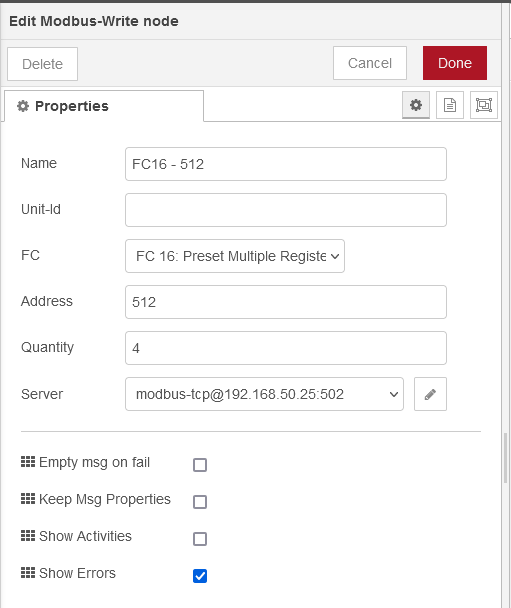 Edit Modbus-Write node
Delete Cancel Done
Properties
Name FC16 - 512
Unit-Id
FC FC 16: Preset Multiple Registe
Address 512
Quantity 4
Server modbus-tcp@192.168.50.25:502
Empty msg on fail
Keep Msg Properties
Show Activities
Show Errors